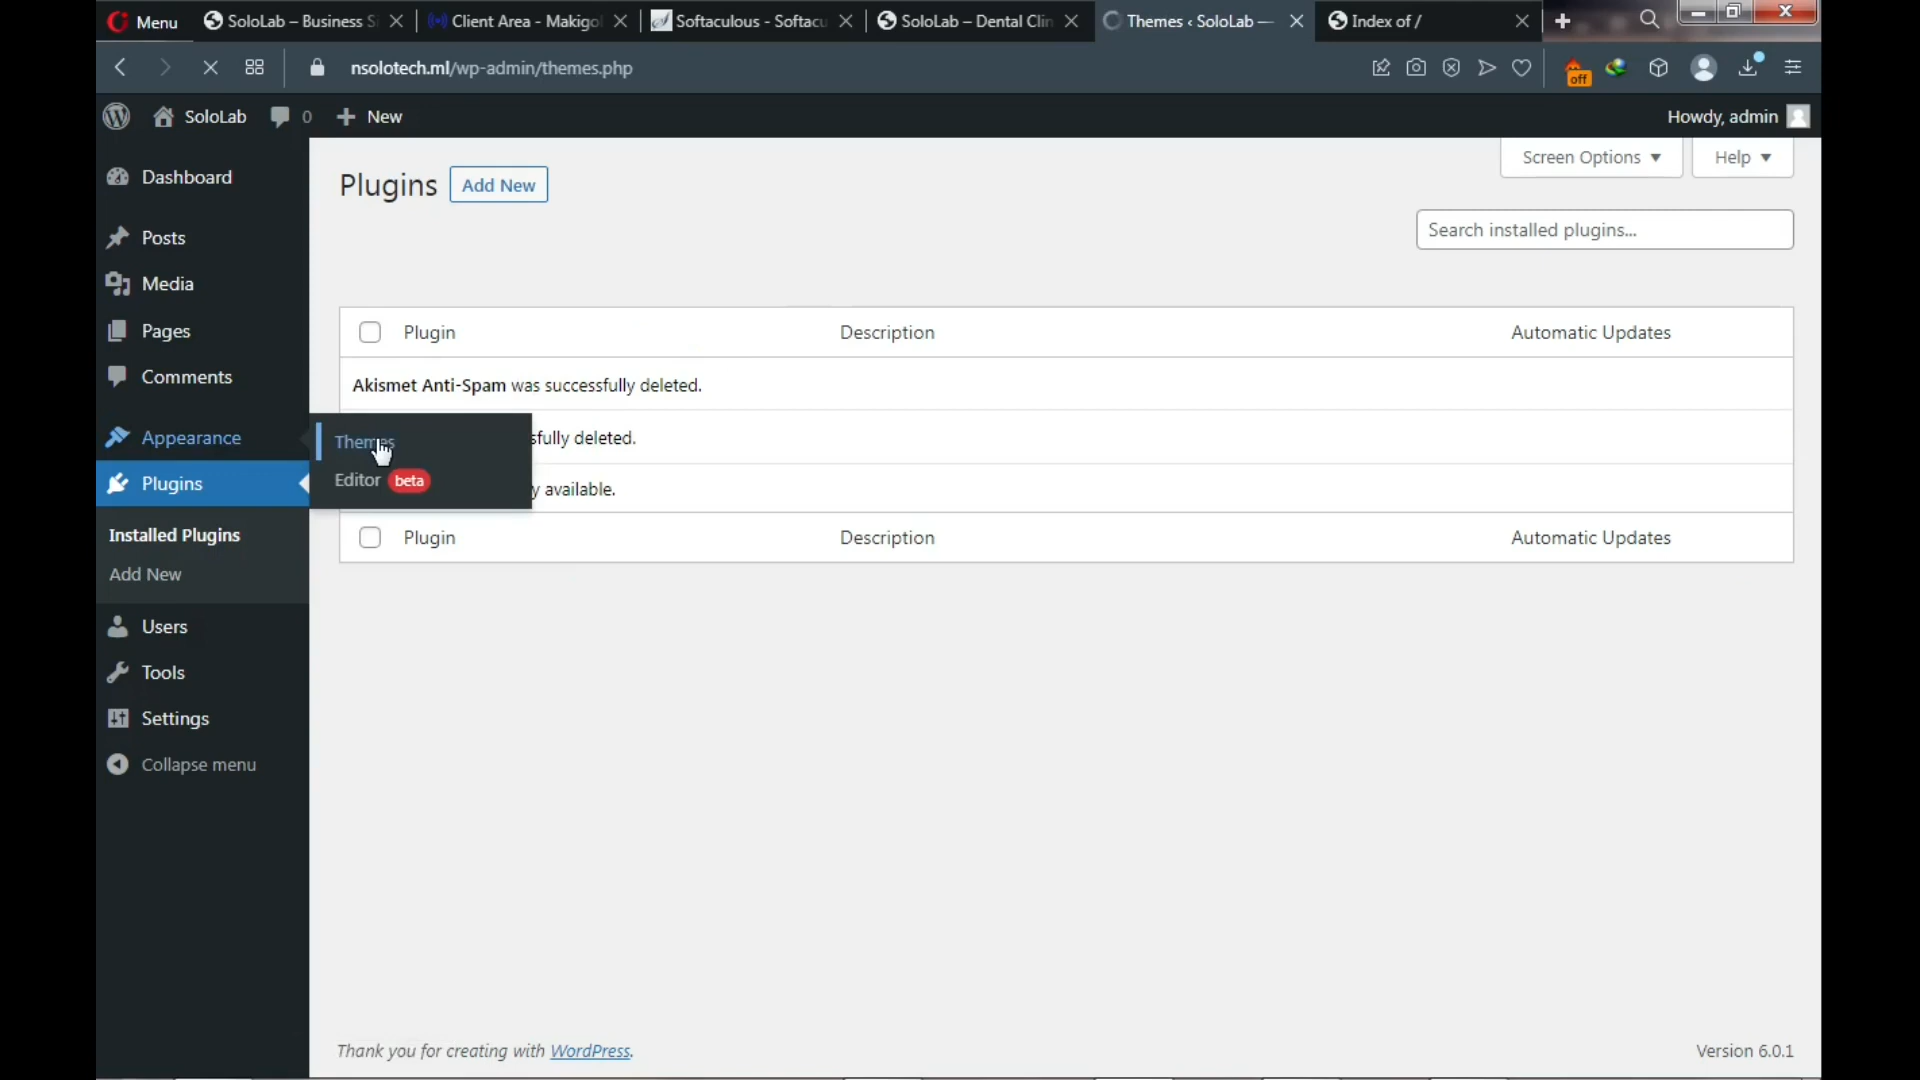 Menu
SoloLab – Business S
Client Area - Makigo
Softaculous - Softacu
SoloLab – Dental Clin
Themes ‹ SoloLab —
Index of /
nsolotech.ml/wp-admin/themes.php
off
SoloLab
0
New
Howdy, admin
Dashboard
Posts
Media
Pages
Comments
Appearance
Plugins
Installed Plugins
Add New
Users
Tools
Settings
Collapse menu
Themes
Editor beta
Plugins
Add New
Screen Options
Help
Search installed plugins...
Plugin
Description
Automatic Updates
Akismet Anti-Spam was successfully deleted.
sfully deleted.
y available.
Plugin
Description
Automatic Updates
Thank you for creating with WordPress.
Version 6.0.1